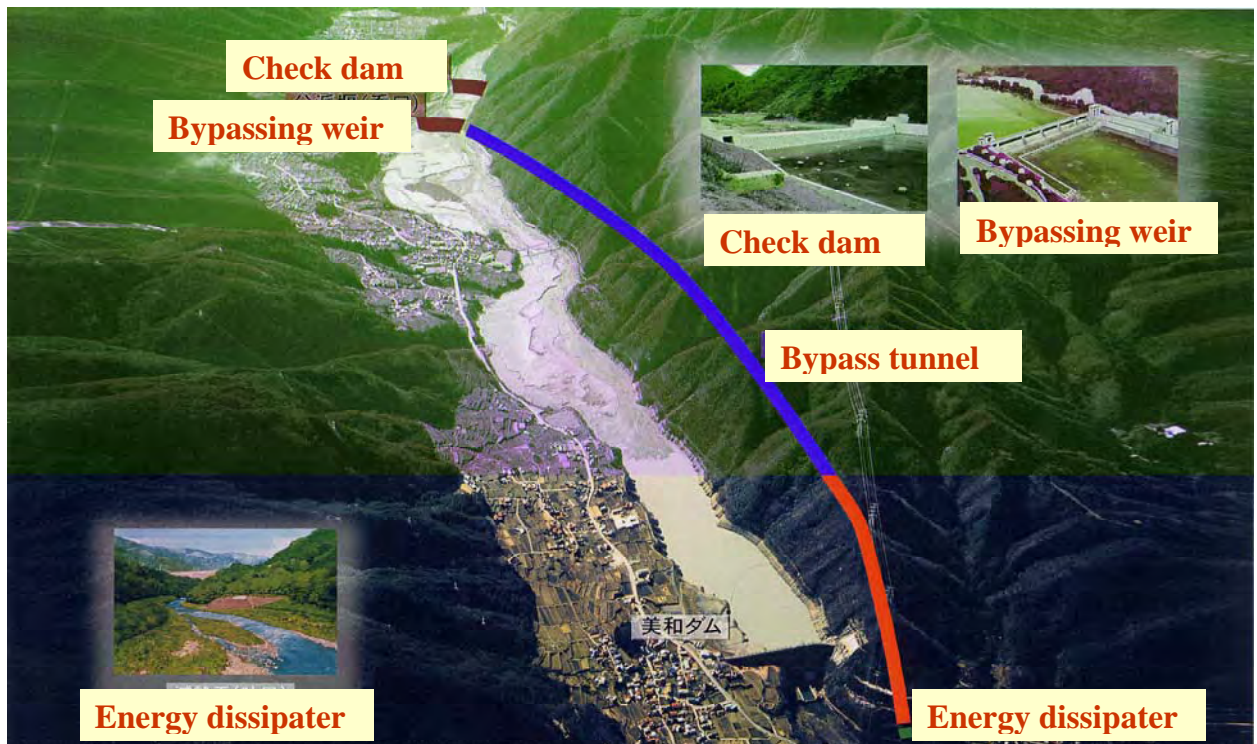 Check dam
Bypassing weir
Check dam
Bypassing weir
Bypass tunnel
美和ダム
Energy dissipater
Energy dissipater